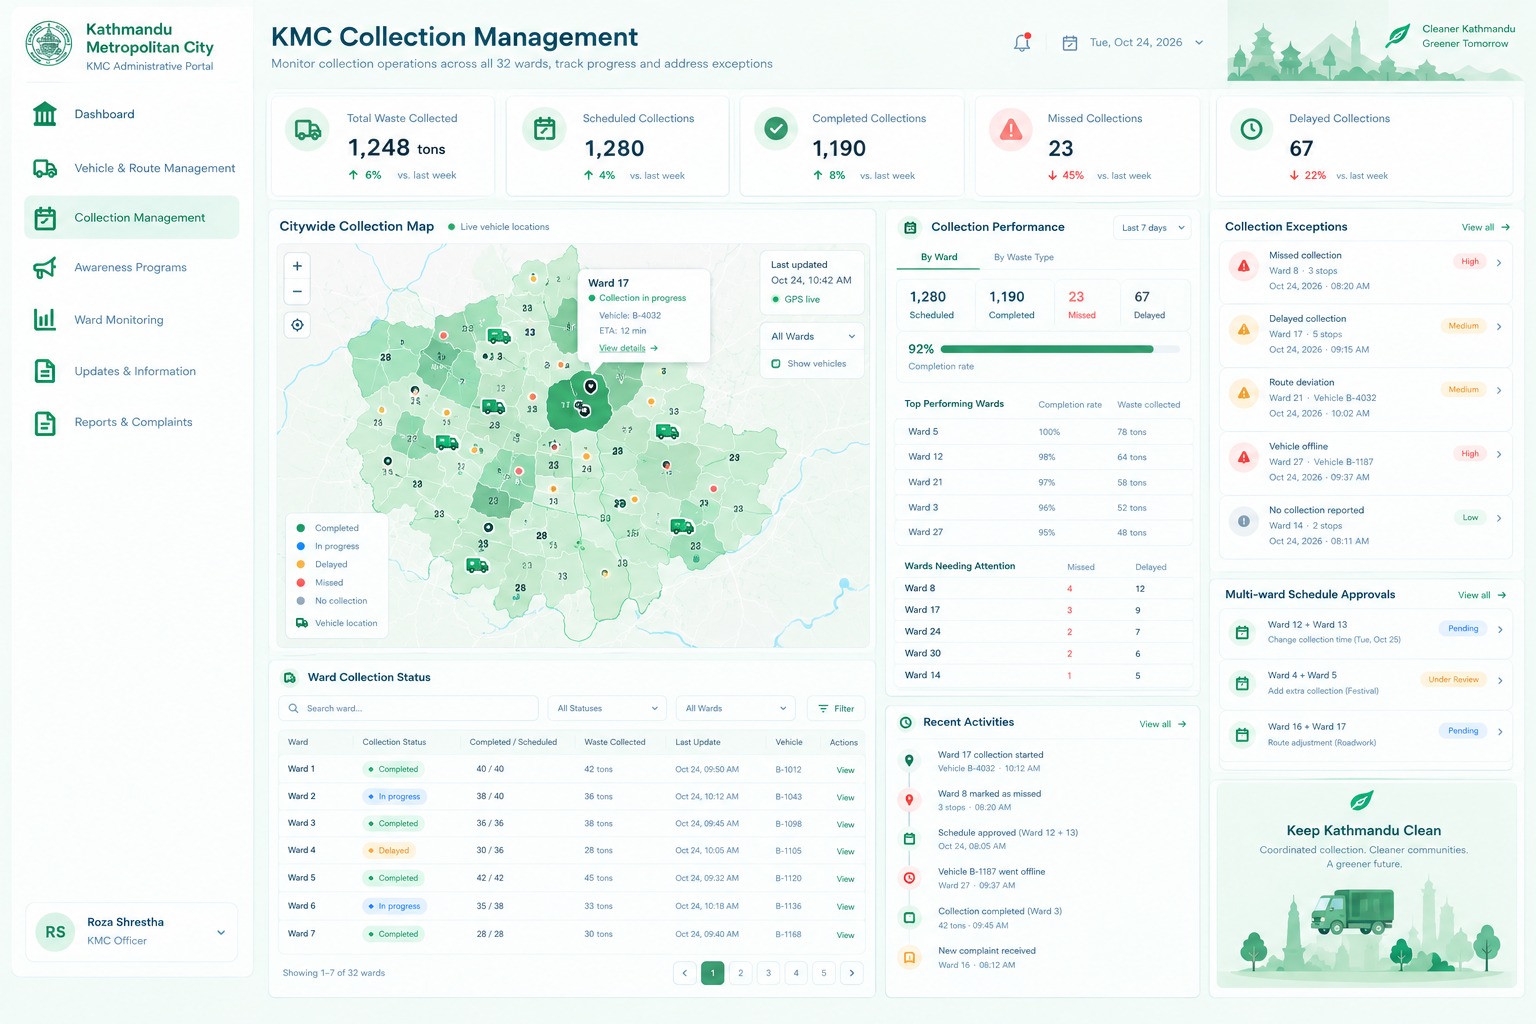 Kathmandu
Metropolitan City
KMC Administrative Portal
Dashboard
Vehicle & Route Management
Collection Management
Awareness Programs
Ward Monitoring
Updates & Information
Reports & Complaints
RS
Roza Shrestha
KMC Officer
KMC Collection Management
Monitor collection operations across all 32 wards, track progress and address exceptions
Tue, Oct 24, 2026
Cleaner Kathmandu
Greener Tomorrow
Total Waste Collected
1,248 tons
6% vs. last week
Scheduled Collections
1,280
4% vs. last week
Completed Collections
1,190
8% vs. last week
Missed Collections
23
45% vs. last week
Delayed Collections
67
22% vs. last week
Citywide Collection Map
Live vehicle locations
+
−
Ward 17
Collection in progress
Vehicle: B-4032
ETA: 12 min
View details →
Last updated
Oct 24, 10:42 AM
GPS live
All Wards
Show vehicles
28
23
28
23
23
28
28
Completed
In progress
Delayed
Missed
No collection
Vehicle location
Ward Collection Status
Search ward...
All Statuses
All Wards
Filter
Ward Collection Status Completed / Scheduled Waste Collected Last Update Vehicle Actions
Ward 1 Completed 40 / 40 42 tons Oct 24, 09:50 AM B-1012 View
Ward 2 In progress 38 / 40 36 tons Oct 24, 10:12 AM B-1043 View
Ward 3 Completed 36 / 36 38 tons Oct 24, 09:45 AM B-1098 View
Ward 4 Delayed 30 / 36 28 tons Oct 24, 10:05 AM B-1105 View
Ward 5 Completed 42 / 42 45 tons Oct 24, 09:32 AM B-1120 View
Ward 6 In progress 35 / 38 33 tons Oct 24, 10:18 AM B-1136 View
Ward 7 Completed 28 / 28 30 tons Oct 24, 09:40 AM B-1168 View
Showing 1–7 of 32 wards
‹ 1 2 3 4 5 ›
Collection Performance
Last 7 days
By Ward
By Waste Type
1,280 1,190 23 67
Scheduled Completed Missed Delayed
92%
Completion rate
Top Performing Wards Completion rate Waste collected
Ward 5 100% 78 tons
Ward 12 98% 64 tons
Ward 21 97% 58 tons
Ward 3 96% 52 tons
Ward 27 95% 48 tons
Wards Needing Attention Missed Delayed
Ward 8 4 12
Ward 17 3 9
Ward 24 2 7
Ward 30 2 6
Ward 14 1 5
Recent Activities
View all →
Ward 17 collection started
Vehicle B-4032 · 10:12 AM
Ward 8 marked as missed
3 stops · 08:20 AM
Schedule approved (Ward 12 + 13)
Oct 24, 08:05 AM
Vehicle B-1187 went offline
Ward 27 · 09:37 AM
Collection completed (Ward 3)
42 tons · 09:45 AM
New complaint received
Ward 16 · 08:12 AM
Collection Exceptions
View all →
Missed collection
High
Ward 8 · 3 stops
Oct 24, 2026 · 08:20 AM
Delayed collection
Medium
Ward 17 · 5 stops
Oct 24, 2026 · 09:15 AM
Route deviation
Medium
Ward 21 · Vehicle B-4032
Oct 24, 2026 · 10:02 AM
Vehicle offline
High
Ward 27 · Vehicle B-1187
Oct 24, 2026 · 09:37 AM
No collection reported
Low
Ward 14 · 2 stops
Oct 24, 2026 · 08:11 AM
Multi-ward Schedule Approvals
View all →
Ward 12 + Ward 13
Pending
Change collection time (Tue, Oct 25)
Ward 4 + Ward 5
Under Review
Add extra collection (Festival)
Ward 16 + Ward 17
Pending
Route adjustment (Roadwork)
Keep Kathmandu Clean
Coordinated collection. Cleaner communities.
A greener future.